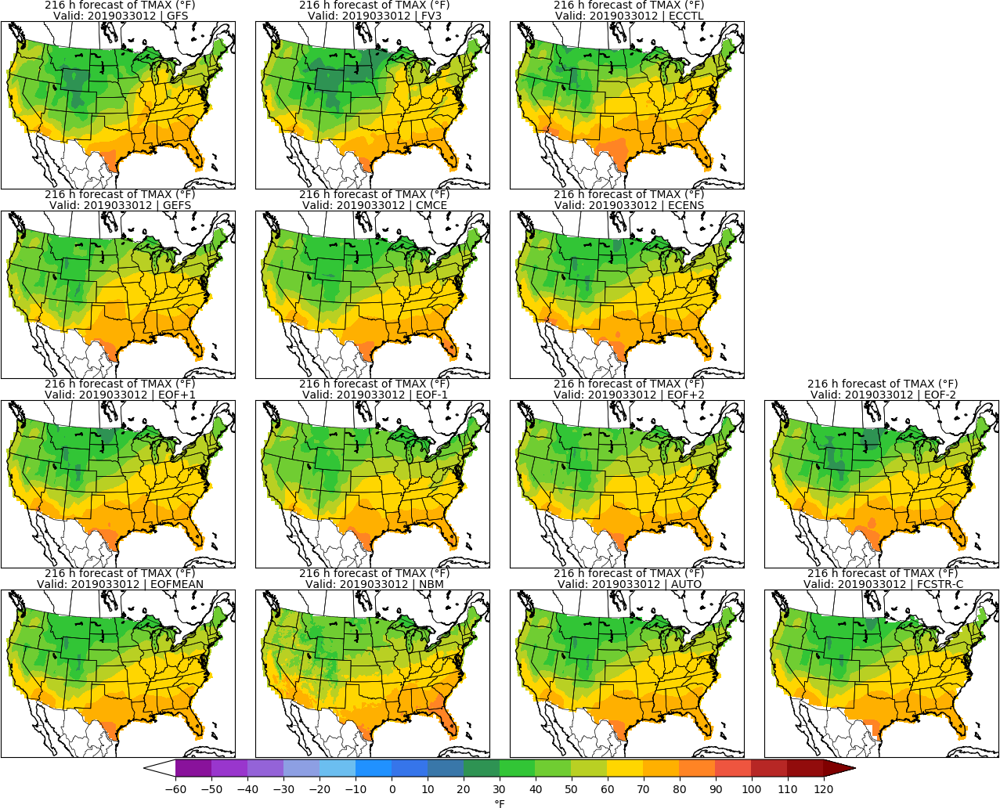 216 h forecast of TMAX (°F)
Valid: 2019033012 | GFS
216 h forecast of TMAX (°F)
Valid: 2019033012 | FV3
216 h forecast of TMAX (°F)
Valid: 2019033012 | ECCTL
216 h forecast of TMAX (°F)
Valid: 2019033012 | GEFS
216 h forecast of TMAX (°F)
Valid: 2019033012 | CMCE
216 h forecast of TMAX (°F)
Valid: 2019033012 | ECENS
216 h forecast of TMAX (°F)
Valid: 2019033012 | EOF+1
216 h forecast of TMAX (°F)
Valid: 2019033012 | EOF-1
216 h forecast of TMAX (°F)
Valid: 2019033012 | EOF+2
216 h forecast of TMAX (°F)
Valid: 2019033012 | EOF-2
216 h forecast of TMAX (°F)
Valid: 2019033012 | EOFMEAN
216 h forecast of TMAX (°F)
Valid: 2019033012 | NBM
216 h forecast of TMAX (°F)
Valid: 2019033012 | AUTO
216 h forecast of TMAX (°F)
Valid: 2019033012 | FCSTR-C
−60 −50 −40 −30 −20 −10 0 10 20 30 40 50 60 70 80 90 100 110 120
°F